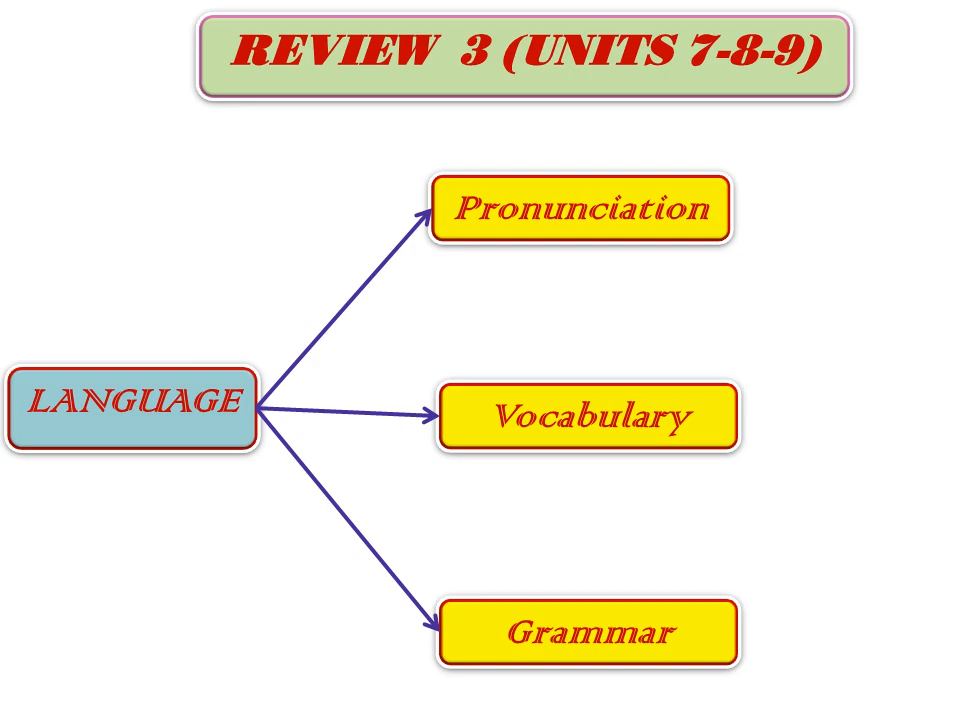 REVIEW 3 (UNITS 7-8-9)
Pronunciation
LANGUAGE
Vocabulary
Grammar